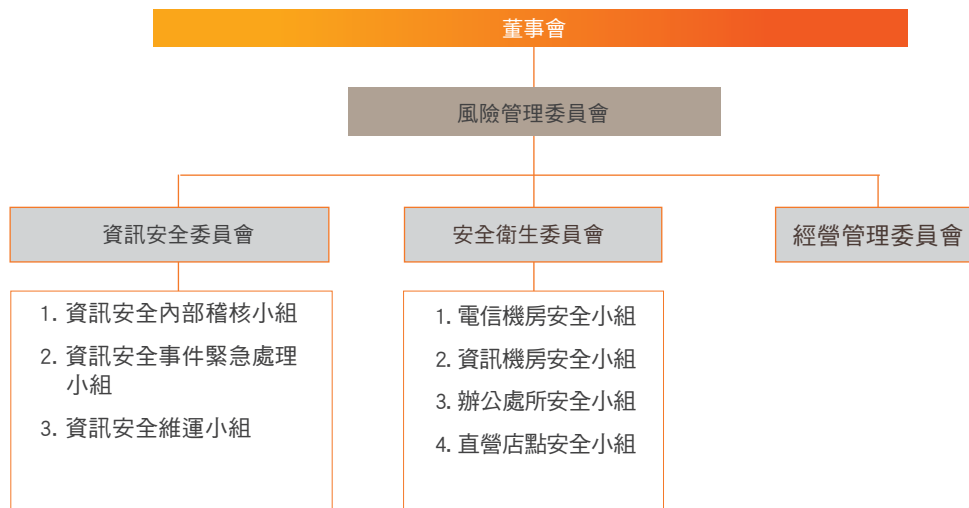 董事會
風險管理委員會
資訊安全委員會
安全衛生委員會
經營管理委員會
1. 資訊安全內部稽核小組
2. 資訊安全事件緊急處理
小組
3. 資訊安全維運小組
1. 電信機房安全小組
2. 資訊機房安全小組
3. 辦公處所安全小組
4. 直營店點安全小組